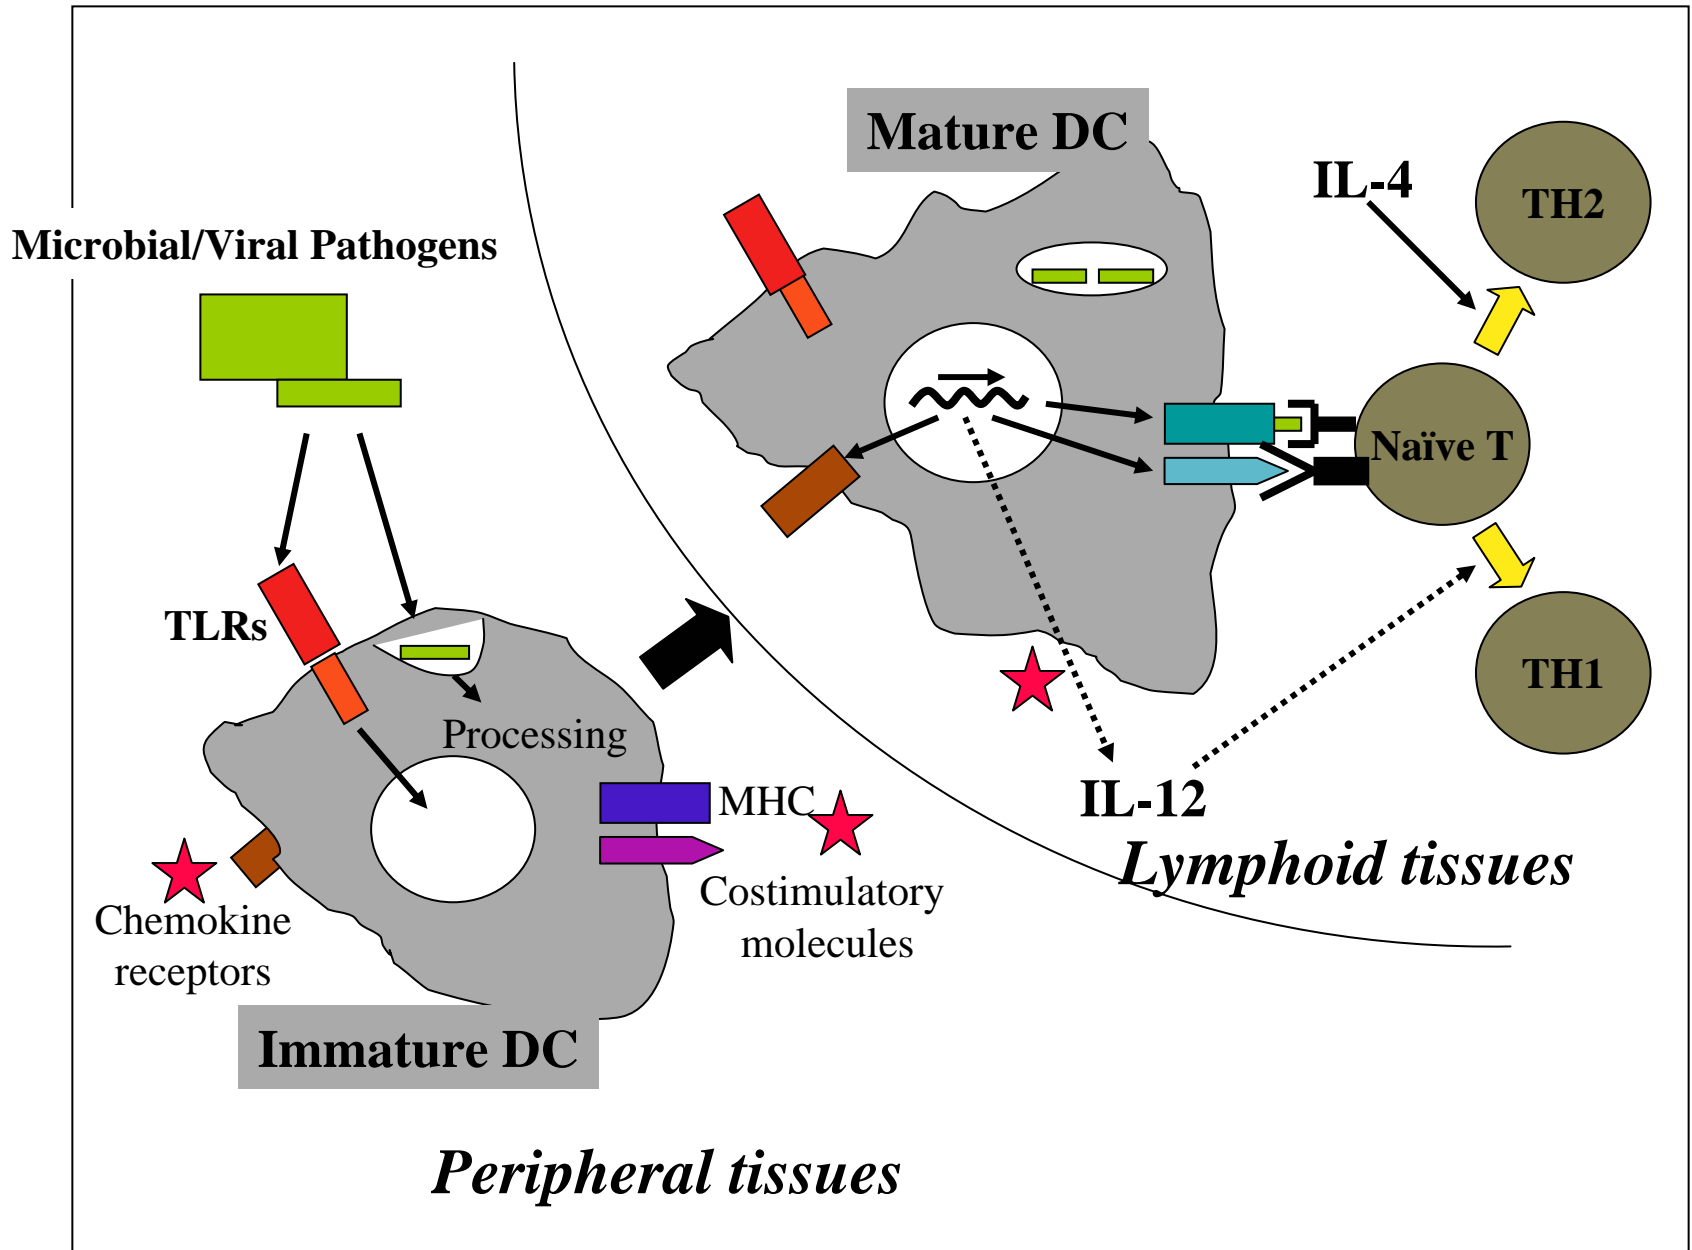 Mature DC
IL-4
TH2
Microbial/Viral Pathogens
Naïve T
TLRs
TH1
Processing
MHC
IL-12
Lymphoid tissues
Costimulatory
molecules
Chemokine
receptors
Immature DC
Peripheral tissues